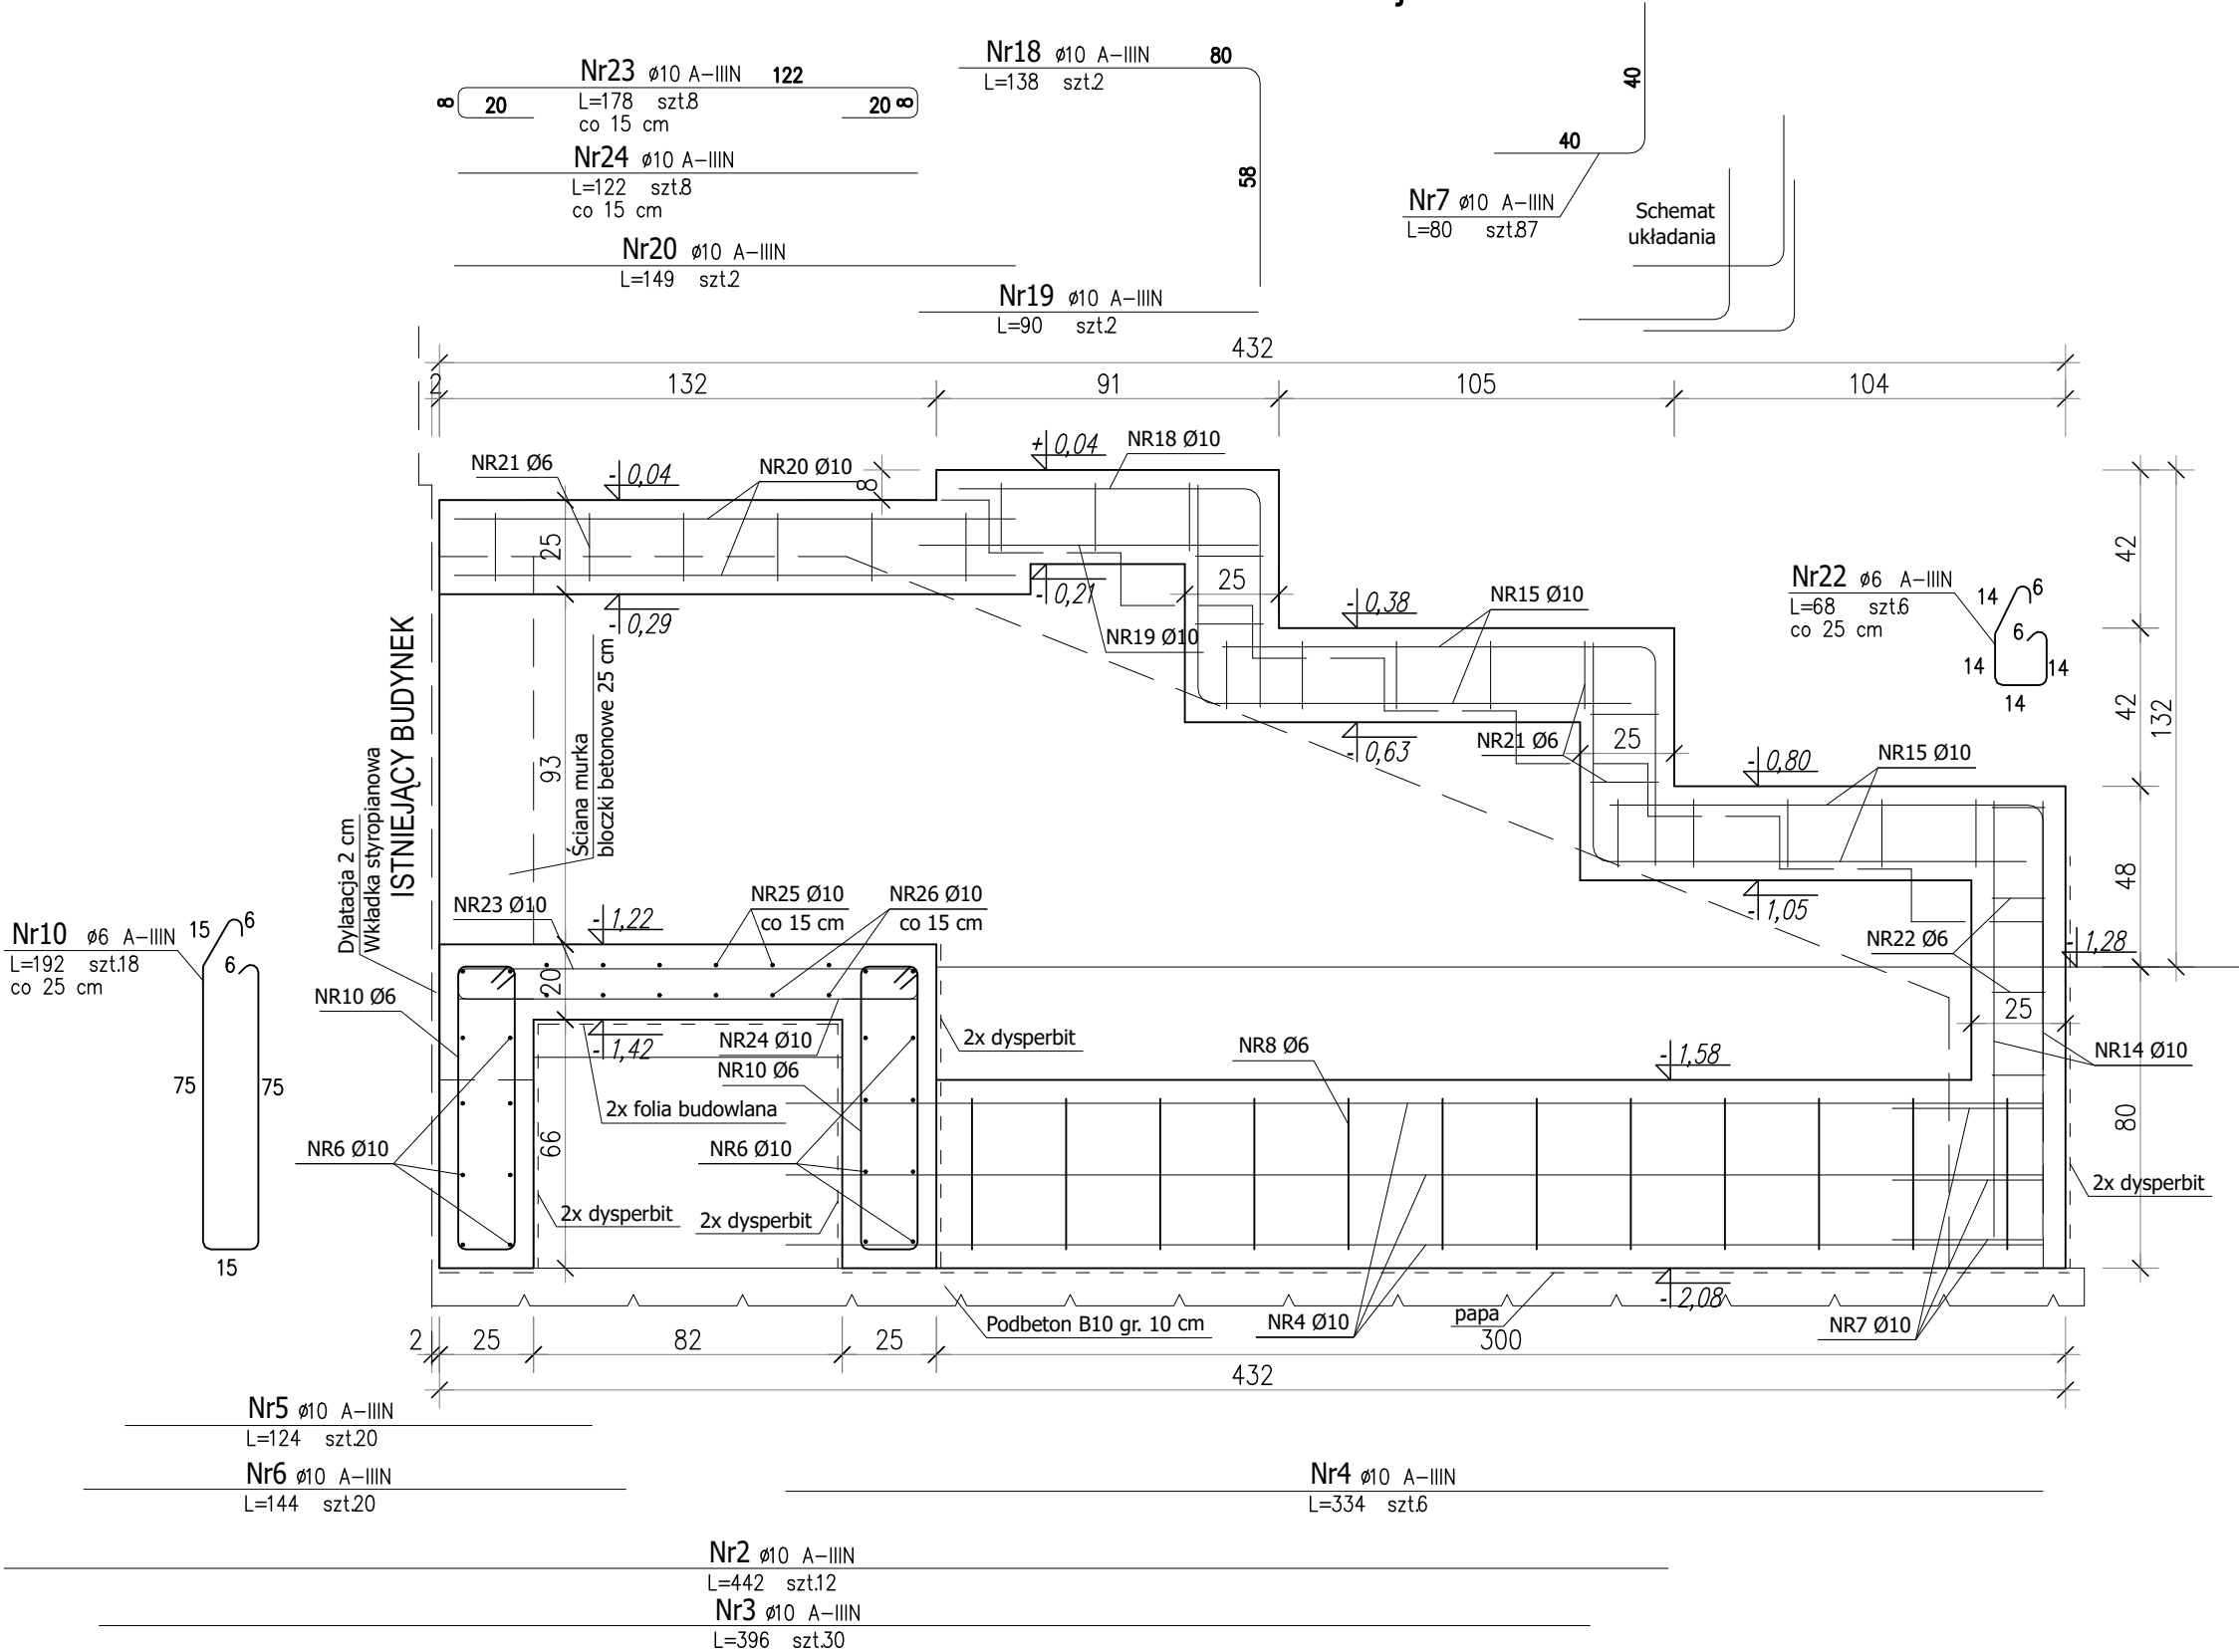 Nr23 ø10 A-IIIN 122
L=178 szt.8
co 15 cm
8 20
20 8
Nr24 ø10 A-IIIN
L=122 szt.8
co 15 cm
Nr20 ø10 A-IIIN
L=149 szt.2
Nr18 ø10 A-IIIN 80
L=138 szt.2
58
Nr19 ø10 A-IIIN
L=90 szt.2
40
40
Nr7 ø10 A-IIIN
L=80 szt.87
Schemat
układania
432
2 132 91 105 104
NR21 Ø6
- 0,04
NR20 Ø10
8
+ 0,04
NR18 Ø10
25
- 0,29
- 0,21
25
NR19 Ø10
- 0,38
NR15 Ø10
- 0,63
NR21 Ø6
25
- 0,80
NR15 Ø10
- 1,05
Nr22 ø6 A-IIIN
L=68 szt.6
co 25 cm
14 6
6
14 14
14
42
42
132
48
80
- 1,28
NR22 Ø6
25
NR14 Ø10
2x dysperbit
ISTNIEJĄCY BUDYNEK
Dylatacja 2 cm
Wkładka styropianowa
93
Ściana murka
bloczki betonowe 25 cm
NR23 Ø10
- 1,22
NR25 Ø10
co 15 cm
NR26 Ø10
co 15 cm
20
- 1,42
NR24 Ø10
NR10 Ø6
2x folia budowlana
66
NR6 Ø10
NR6 Ø10
2x dysperbit
2x dysperbit
2x dysperbit
NR10 Ø6
Nr10 ø6 A-IIIN
L=192 szt.18
co 25 cm
15 6
6
75 75
15
NR8 Ø6
- 1,58
- 2,08
Podbeton B10 gr. 10 cm
NR4 Ø10
papa
NR7 Ø10
2 25 82 25 300
432
Nr5 ø10 A-IIIN
L=124 szt.20
Nr6 ø10 A-IIIN
L=144 szt.20
Nr4 ø10 A-IIIN
L=334 szt.6
Nr2 ø10 A-IIIN
L=442 szt.12
Nr3 ø10 A-IIIN
L=396 szt.30